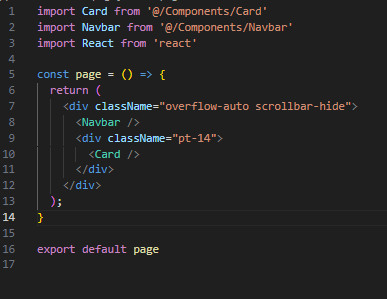 1 import Card from '@/Components/Card'
2 import Navbar from '@/Components/Navbar'
3 import React from 'react'
4
5 const page = () => {
6   return (
7     <div className="overflow-auto scrollbar-hide">
8       <Navbar />
9       <div className="pt-14">
10         <Card />
11       </div>
12     </div>
13   );
14 }
15
16 export default page
17